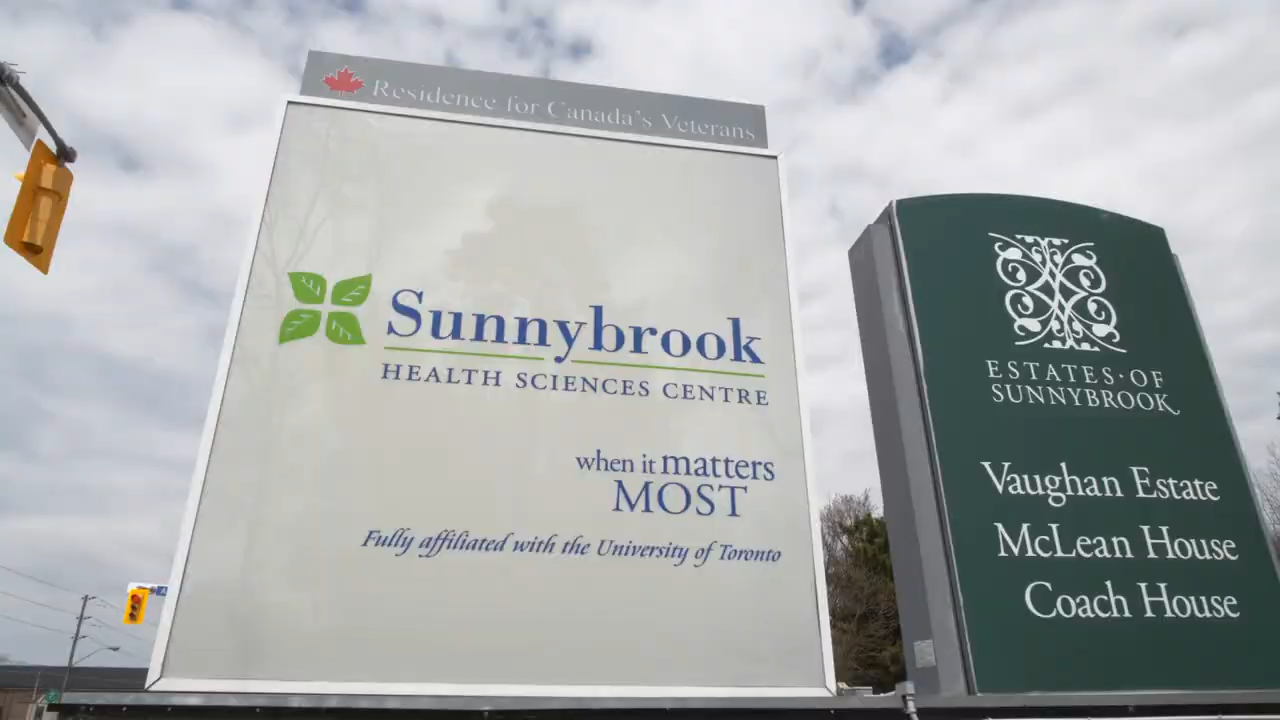 Residence for Canada's Veterans
Sunnybrook
HEALTH SCIENCES CENTRE
when it matters
MOST
Fully affiliated with the University of Toronto
ESTATES·OF
SUNNYBROOK
Vaughan Estate
McLean House
Coach House